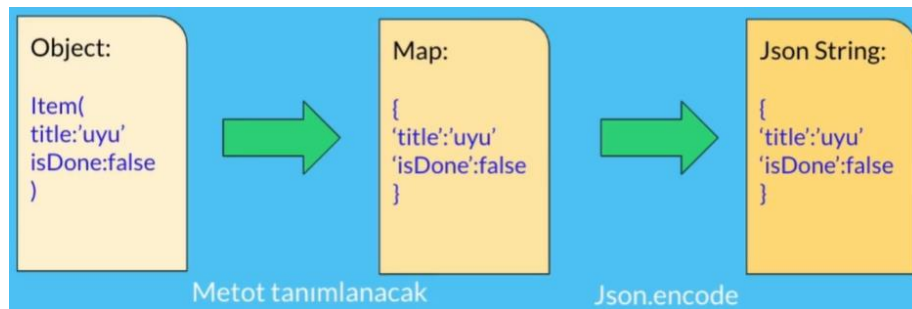 Object:
Item(
title:’uyu’
isDone:false
)
Map:
{
‘title’:’uyu’
‘isDone’:false
}
Json String:
{
‘title’:’uyu’
‘isDone’:false
}
Metot tanımlanacak
Json.encode